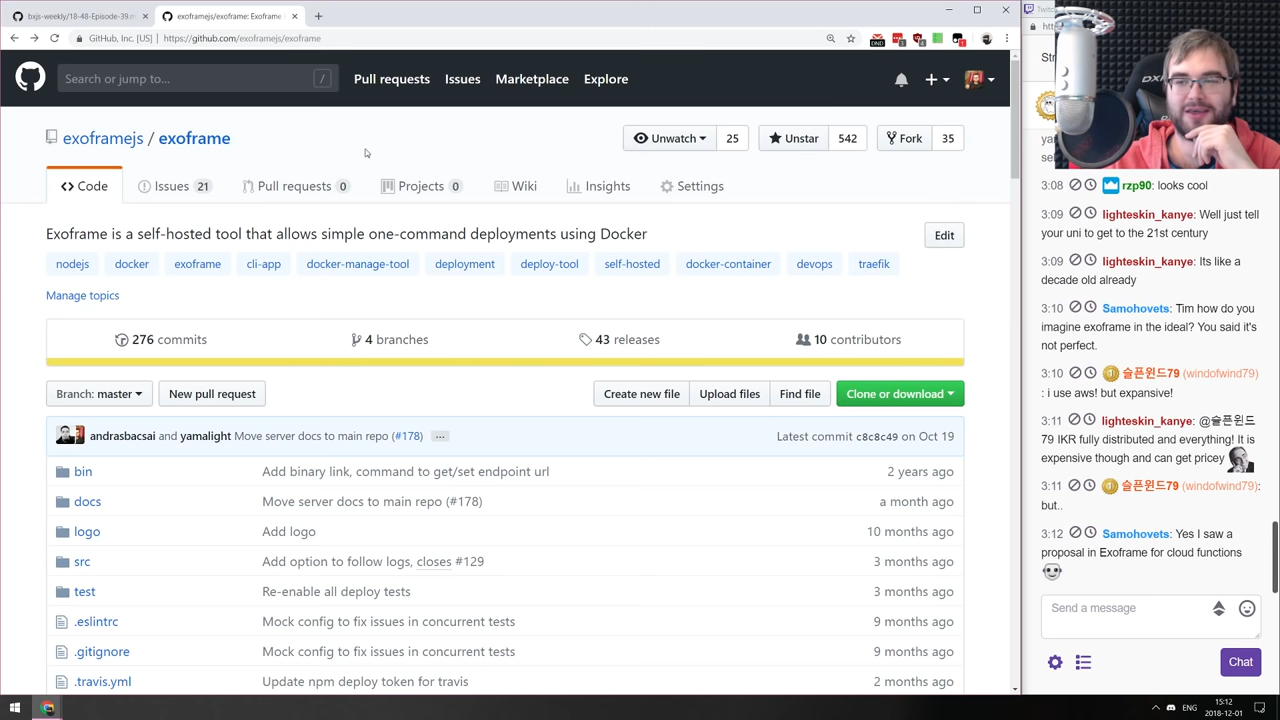 bxjs-weekly/18-48-Episode-39.m
exoframejs/exoframe: Exoframe
GitHub, Inc. [US]
https://github.com/exoframejs/exoframe
Search or jump to...
/
Pull requests
Issues
Marketplace
Explore
exoframejs / exoframe
Unwatch
25
Unstar
542
Fork
35
Code
Issues 21
Pull requests 0
Projects 0
Wiki
Insights
Settings
Exoframe is a self-hosted tool that allows simple one-command deployments using Docker
Edit
nodejs
docker
exoframe
cli-app
docker-manage-tool
deployment
deploy-tool
self-hosted
docker-container
devops
traefik
Manage topics
276 commits
4 branches
43 releases
10 contributors
Branch: master
New pull request
Create new file
Upload files
Find file
Clone or download
andrasbacsai and yamalight Move server docs to main repo (#178) ...
Latest commit c8c8c49 on Oct 19
bin
Add binary link, command to get/set endpoint url
2 years ago
docs
Move server docs to main repo (#178)
a month ago
logo
Add logo
10 months ago
src
Add option to follow logs, closes #129
3 months ago
test
Re-enable all deploy tests
3 months ago
.eslintrc
Mock config to fix issues in concurrent tests
9 months ago
.gitignore
Mock config to fix issues in concurrent tests
9 months ago
.travis.yml
Update npm deploy token for travis
2 months ago
3:08 rzp90: looks cool
3:09 lighteskin_kanye: Well just tell
your uni to get to the 21st century
3:09 lighteskin_kanye: Its like a
decade old already
3:10 Samohovets: Tim how do you
imagine exoframe in the ideal? You said it's
not perfect.
3:10 슬픈윈드79 (windofwind79)
: i use aws! but expansive!
3:11 lighteskin_kanye: @슬픈윈드
79 IKR fully distributed and everything! It is
expensive though and can get pricey
3:11 슬픈윈드79 (windofwind79):
but..
3:12 Samohovets: Yes I saw a
proposal in Exoframe for cloud functions
Send a message
Chat
ENG
15:12
2018-12-01